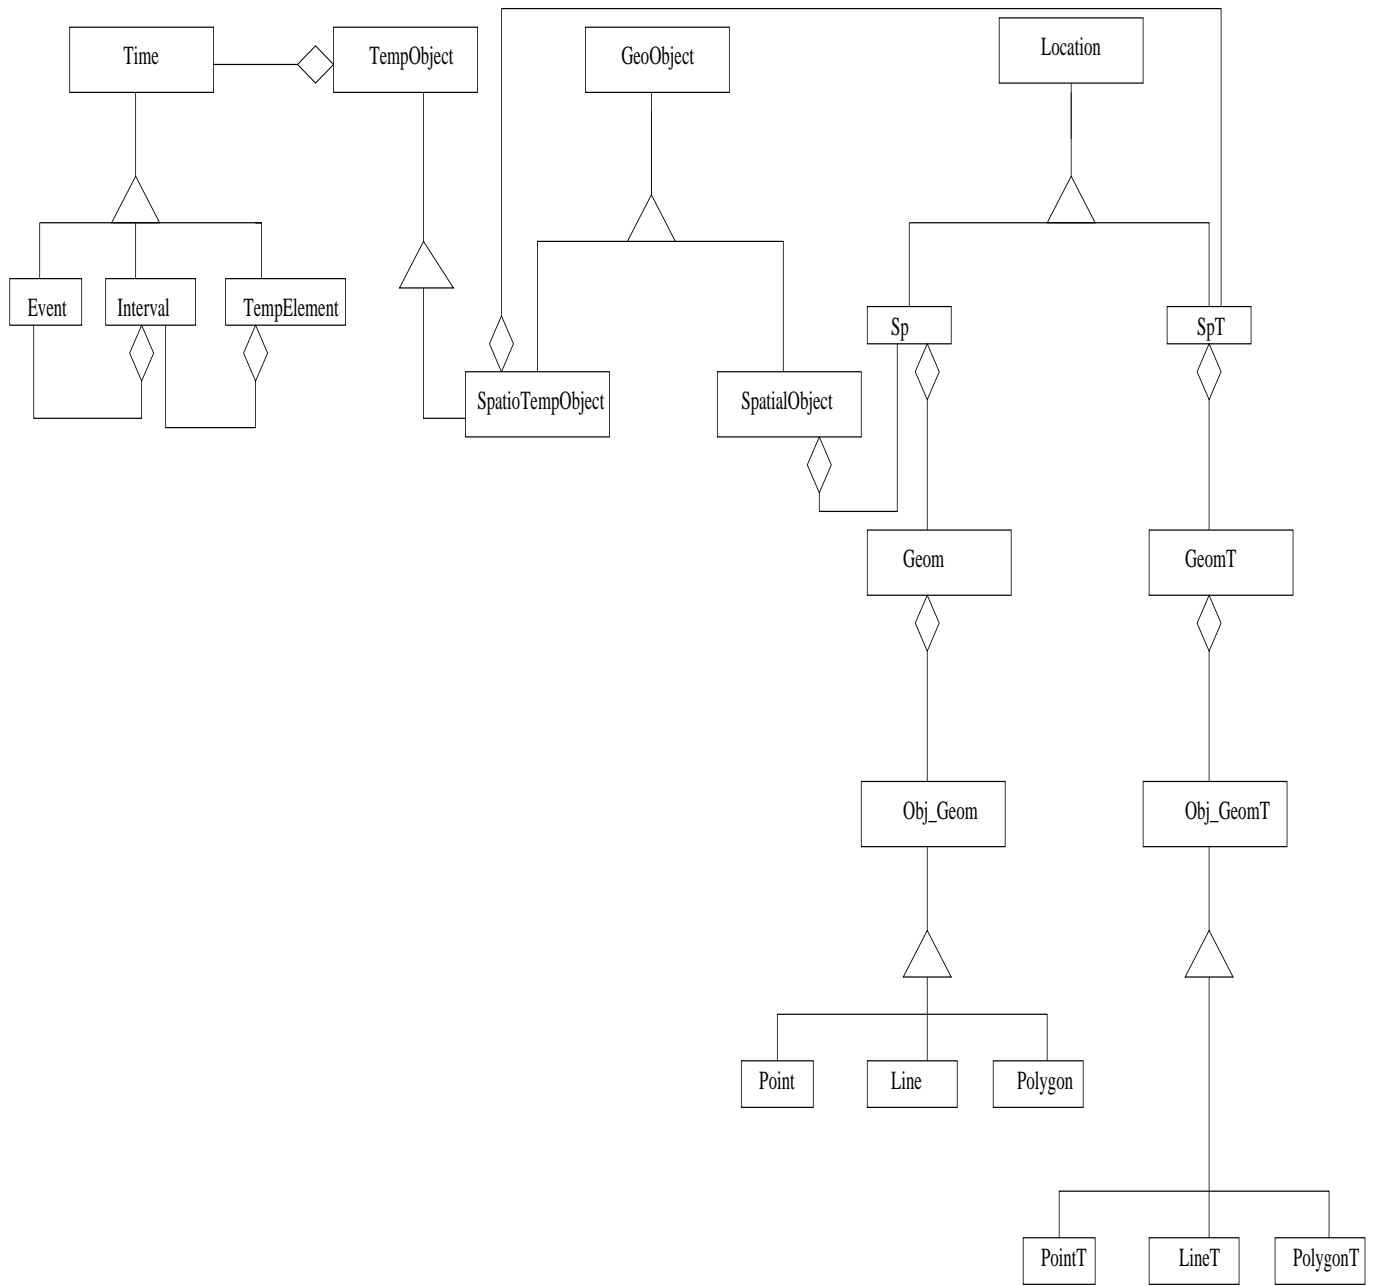 Time
TempObject
GeoObject
Location
Event
Interval
TempElement
Sp
SpT
SpatioTempObject
SpatialObject
Geom
GeomT
Obj_Geom
Obj_GeomT
Point
Line
Polygon
PointT
LineT
PolygonT